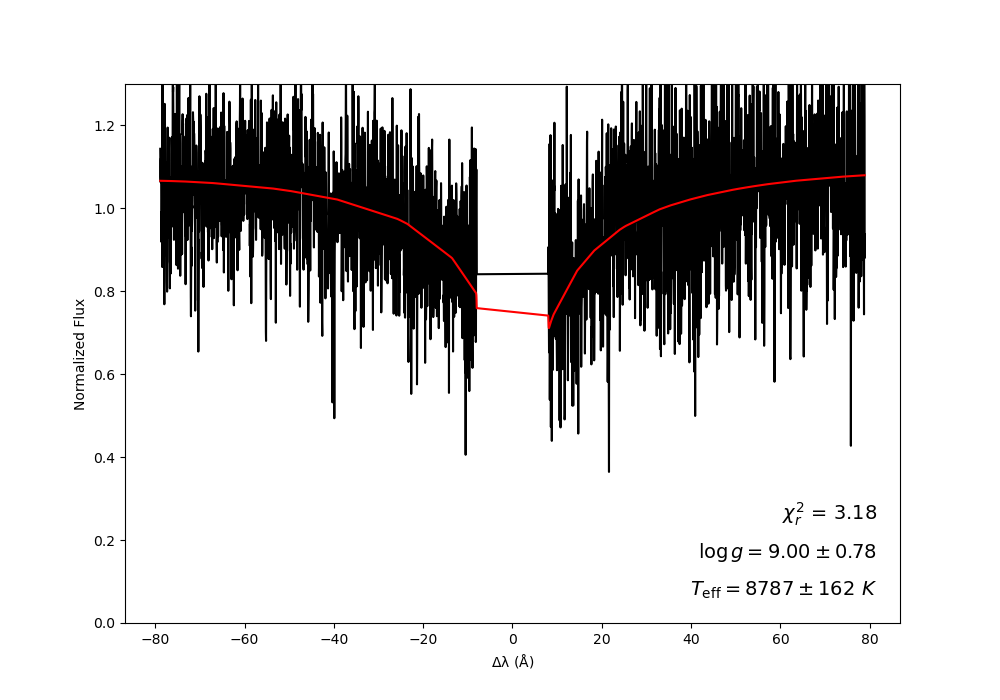 1.2
1.0
0.8
0.6
0.4
0.2
0.0
Normalized Flux
χ²ᵣ = 3.18
log g = 9.00 ± 0.78
T_eff = 8787 ± 162 K
−80 −60 −40 −20 0 20 40 60 80
Δλ (Å)